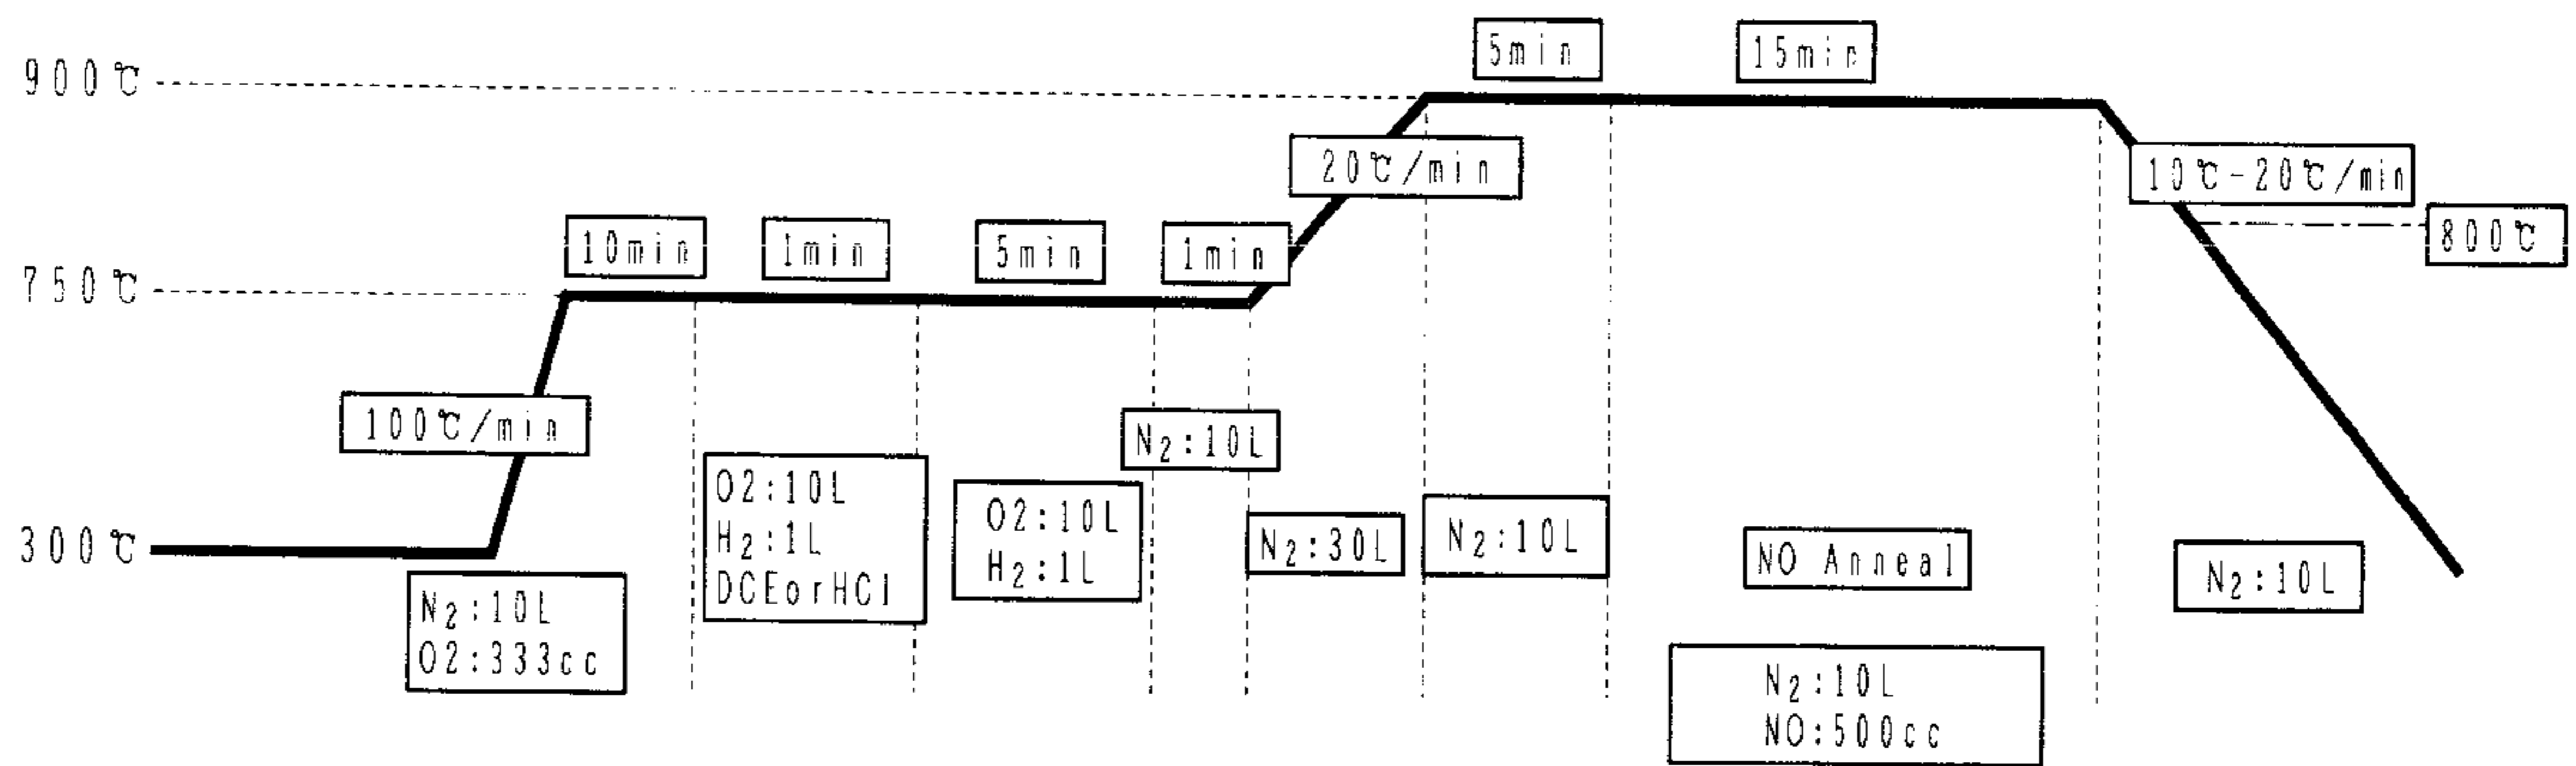 5min
15min
900℃
20℃/min
10℃-20℃/min
800℃
10min
1min
5min
1min
750℃
100℃/min
N₂:10L
O2:10L
H₂:1L
DCEorHCl
O2:10L
H₂:1L
N₂:30L
N₂:10L
NO Anneal
N₂:10L
300℃
N₂:10L
O2:333cc
N₂:10L
NO:500cc